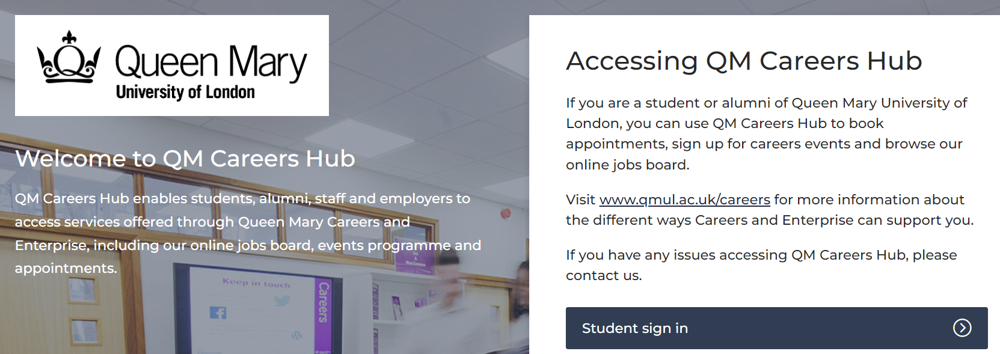 Queen Mary
University of London
Welcome to QM Careers Hub
QM Careers Hub enables students, alumni, staff and employers to
access services offered through Queen Mary Careers and
Enterprise, including our online jobs board, events programme and
appointments.
Keep in touch
Careers
Accessing QM Careers Hub
If you are a student or alumni of Queen Mary University of
London, you can use QM Careers Hub to book
appointments, sign up for careers events and browse our
online jobs board.
Visit www.qmul.ac.uk/careers for more information about
the different ways Careers and Enterprise can support you.
If you have any issues accessing QM Careers Hub, please
contact us.
Student sign in